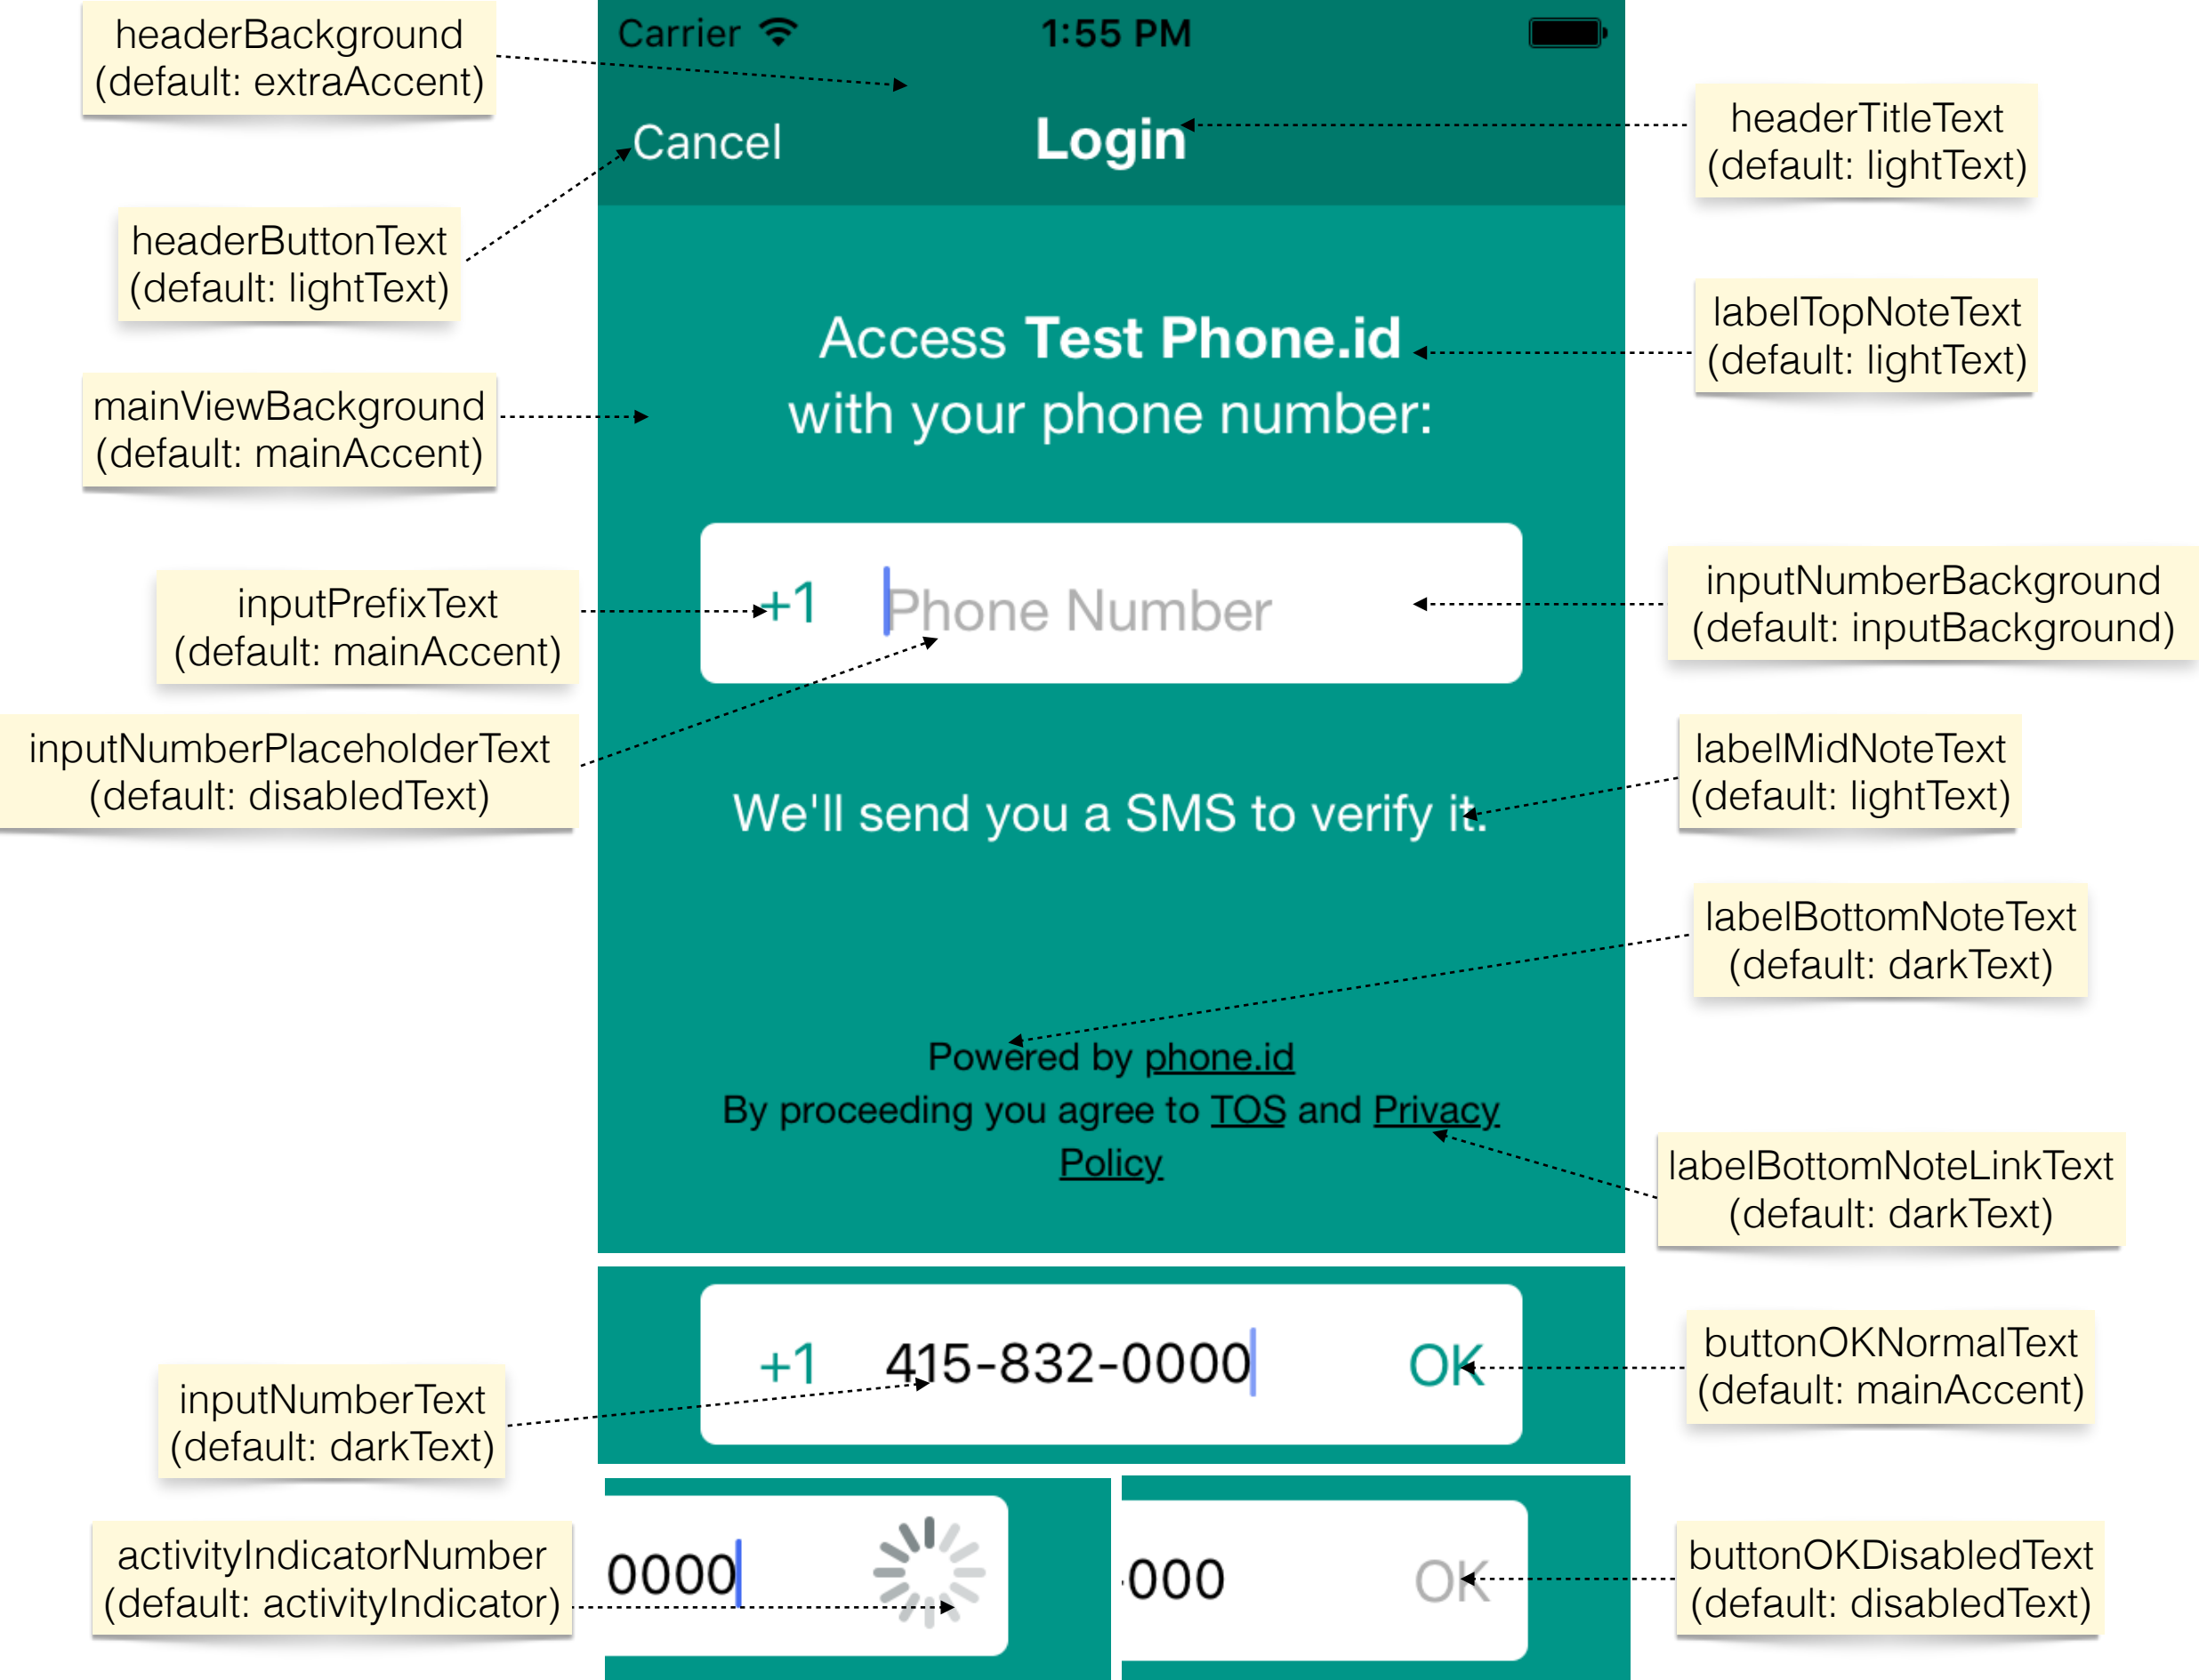 headerBackground
(default: extraAccent)
headerButtonText
(default: lightText)
mainViewBackground
(default: mainAccent)
inputPrefixText
(default: mainAccent)
inputNumberPlaceholderText
(default: disabledText)
inputNumberText
(default: darkText)
activityIndicatorNumber
(default: activityIndicator)
Carrier 1:55 PM
Cancel Login
Access Test Phone.id
with your phone number:
+1 Phone Number
We'll send you a SMS to verify it.
Powered by phone.id
By proceeding you agree to TOS and Privacy
Policy
+1 415-832-0000 OK
0000
-000 OK
headerTitleText
(default: lightText)
labelTopNoteText
(default: lightText)
inputNumberBackground
(default: inputBackground)
labelMidNoteText
(default: lightText)
labelBottomNoteText
(default: darkText)
labelBottomNoteLinkText
(default: darkText)
buttonOKNormalText
(default: mainAccent)
buttonOKDisabledText
(default: disabledText)